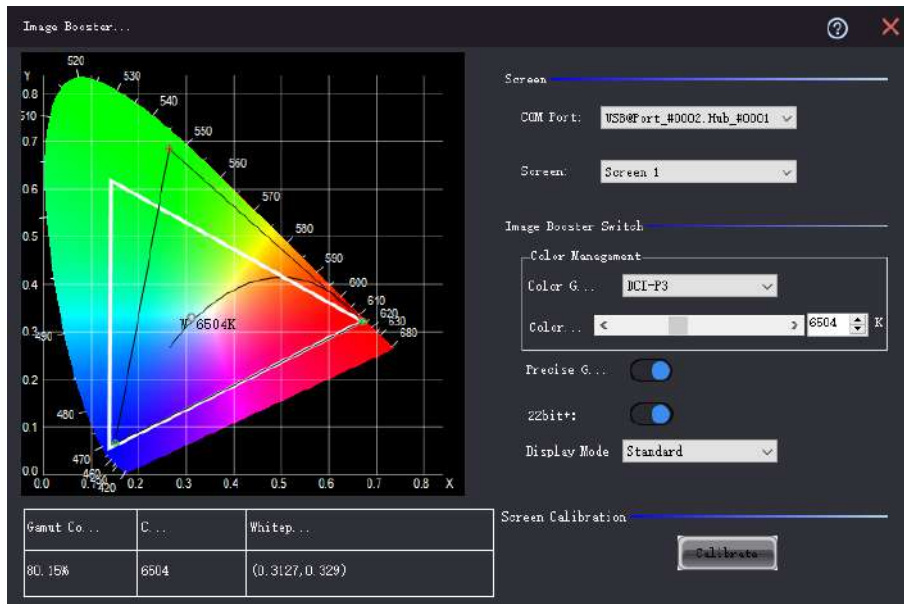 Image Booster...
520
530
540
550
560
570
580
590
600
610
620
630
680
510
490
480
470
420
Y
0.8
0.7
0.6
0.5
0.4
0.3
0.2
0.1
0.0
0.0 0.1 0.2 0.3 0.4 0.5 0.6 0.7 0.8 X
W 6504K
Gamut Co... C... Whitep...
80.15% 6504 (0.3127,0.329)
Screen
COM Port: USB@Port_#0002.Hub_#0001
Screen: Screen 1
Image Booster Switch
Color Management
Color G... DCI-P3
Color... 6504 K
Precise G...
22bit+:
Display Mode Standard
Screen Calibration
Calibrate